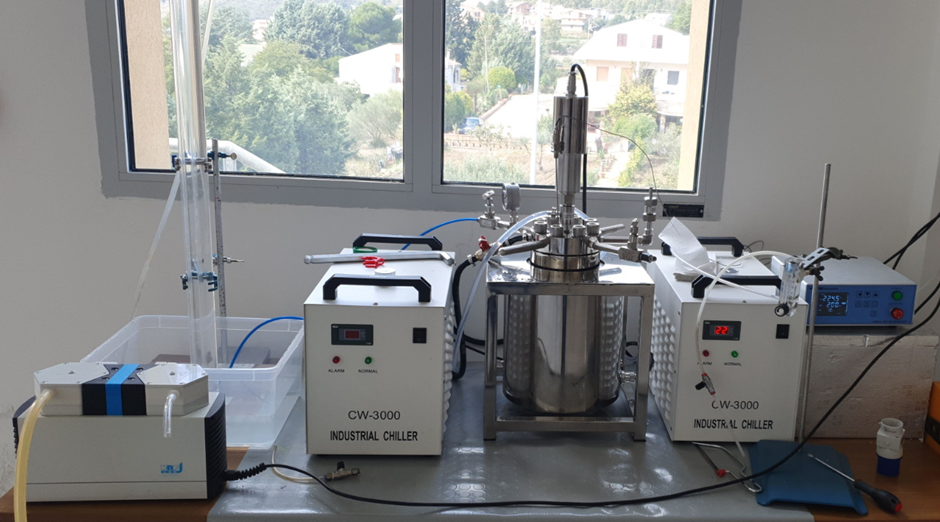 ALARM NORMAL
CW-3000
INDUSTRIAL CHILLER
22
ALARM NORMAL
CW-3000
INDUSTRIAL CHILLER